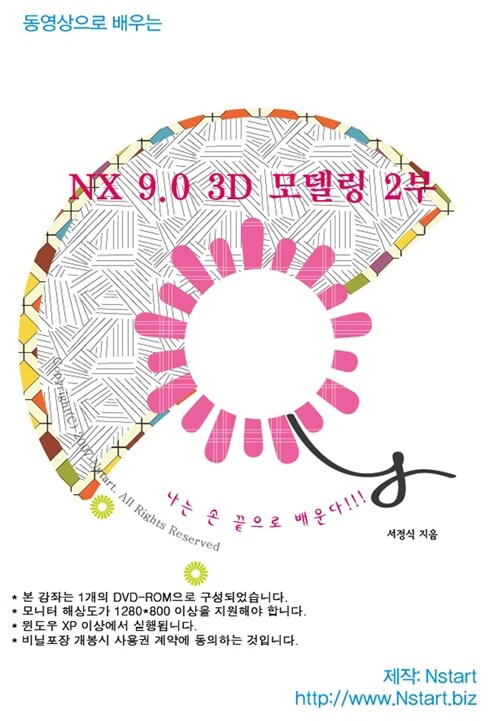 동영상으로 배우는
NX 9.0 3D 모델링 2부
Copyright(C) 2007 Nstart. All Rights Reserved
나는 손 끝으로 배운다!!!
서경식 지음
* 본 강좌는 1개의 DVD-ROM으로 구성되었습니다.
* 모니터 해상도가 1280*800 이상을 지원해야 합니다.
* 윈도우 XP 이상에서 실행됩니다.
* 비닐포장 개봉시 사용권 계약에 동의하는 것입니다.
제작: Nstart
http://www.Nstart.biz